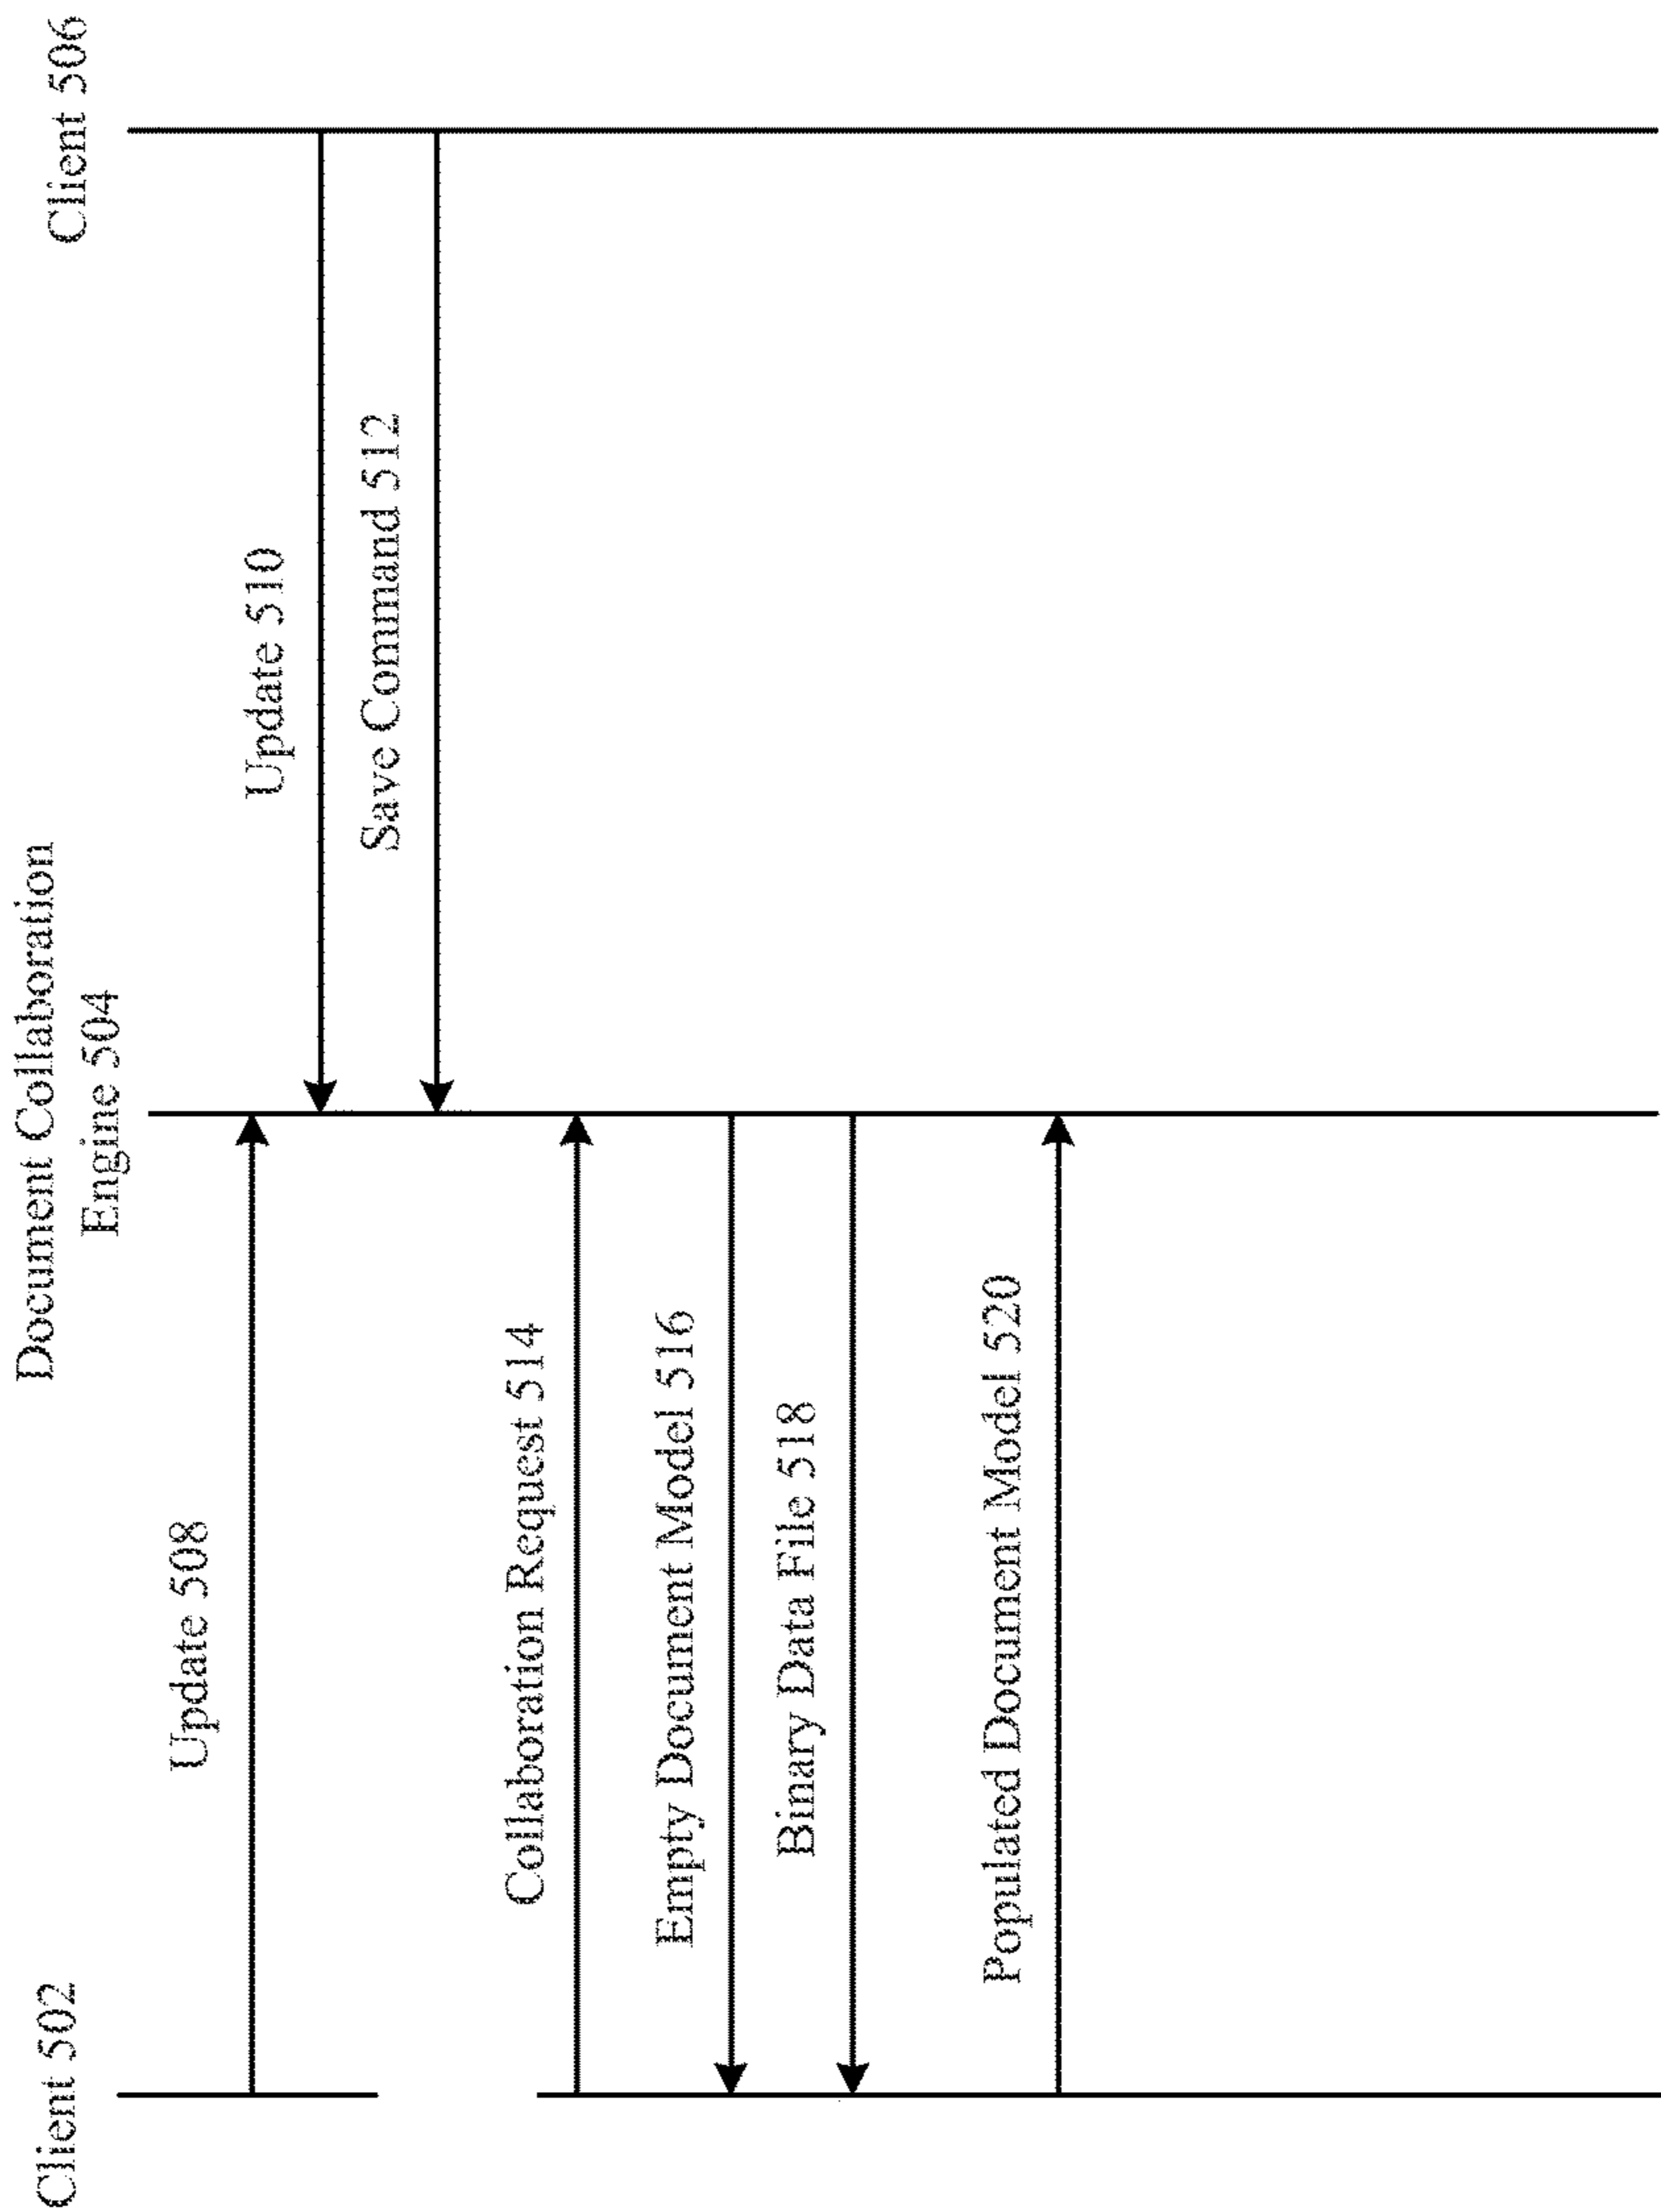 Client 502
Document Collaboration
Engine 504
Client 506
Update 508
Update 510
Save Command 512
Collaboration Request 514
Empty Document Model 516
Binary Data File 518
Populated Document Model 520